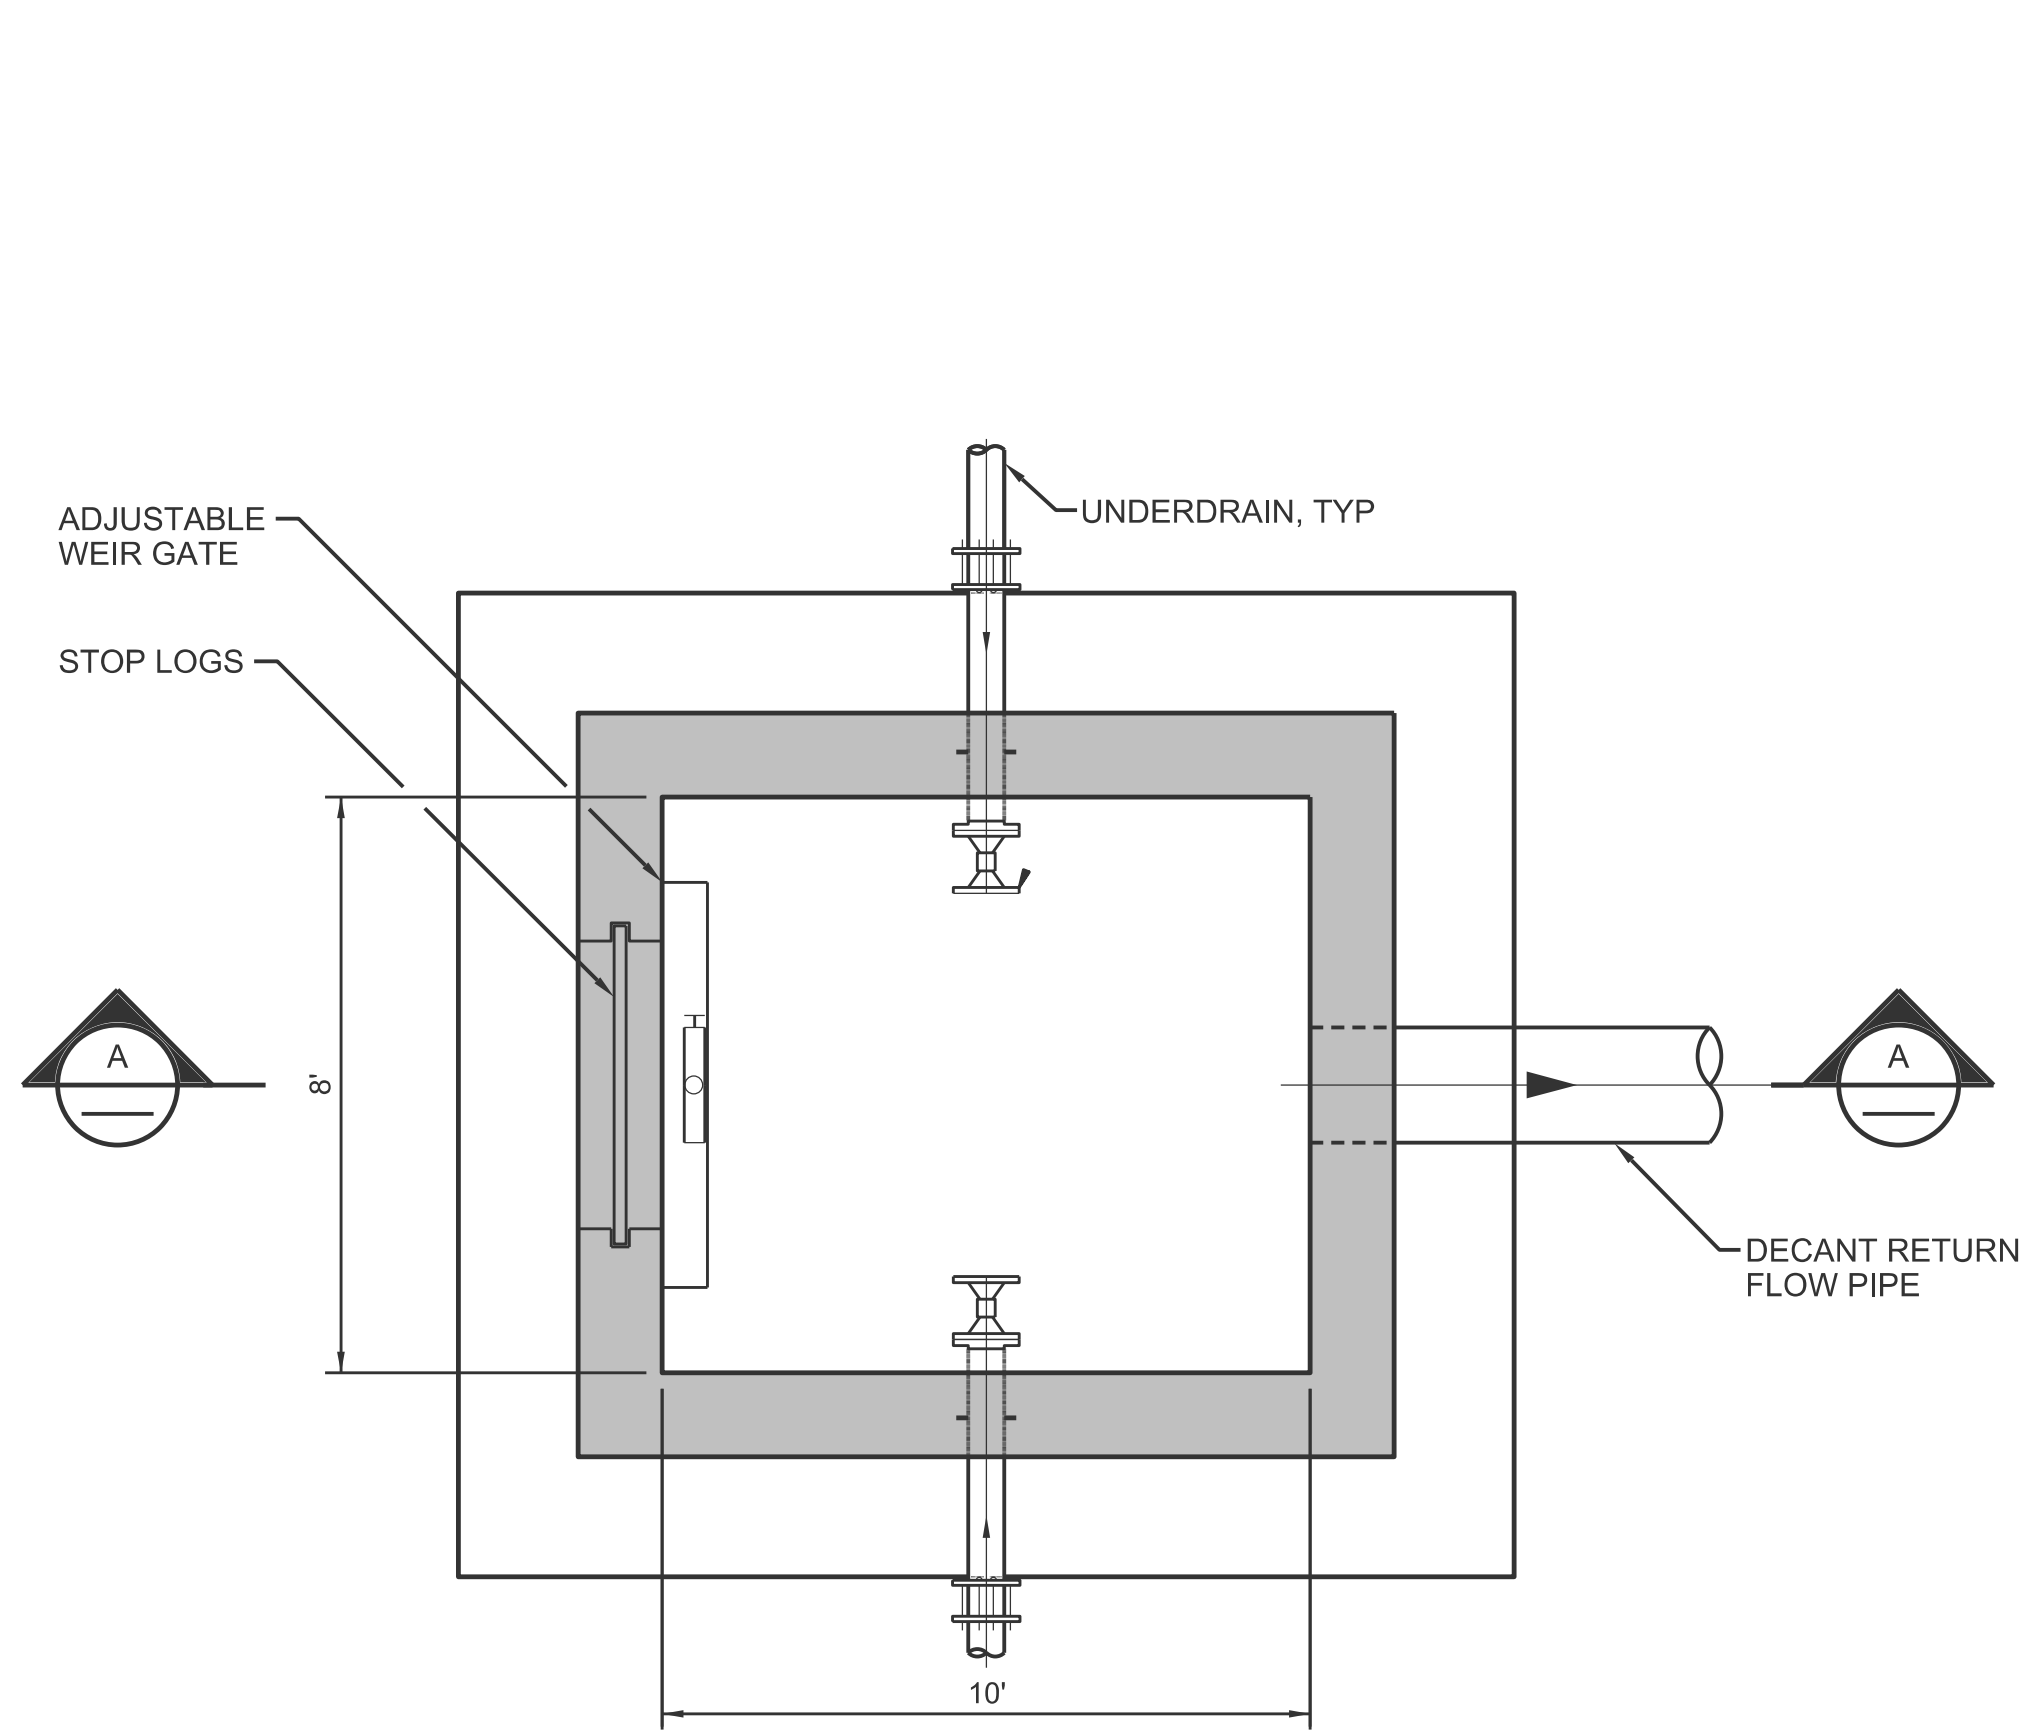 UNDERDRAIN, TYP
ADJUSTABLE
WEIR GATE
STOP LOGS
A
A
8'
DECANT RETURN
FLOW PIPE
10'